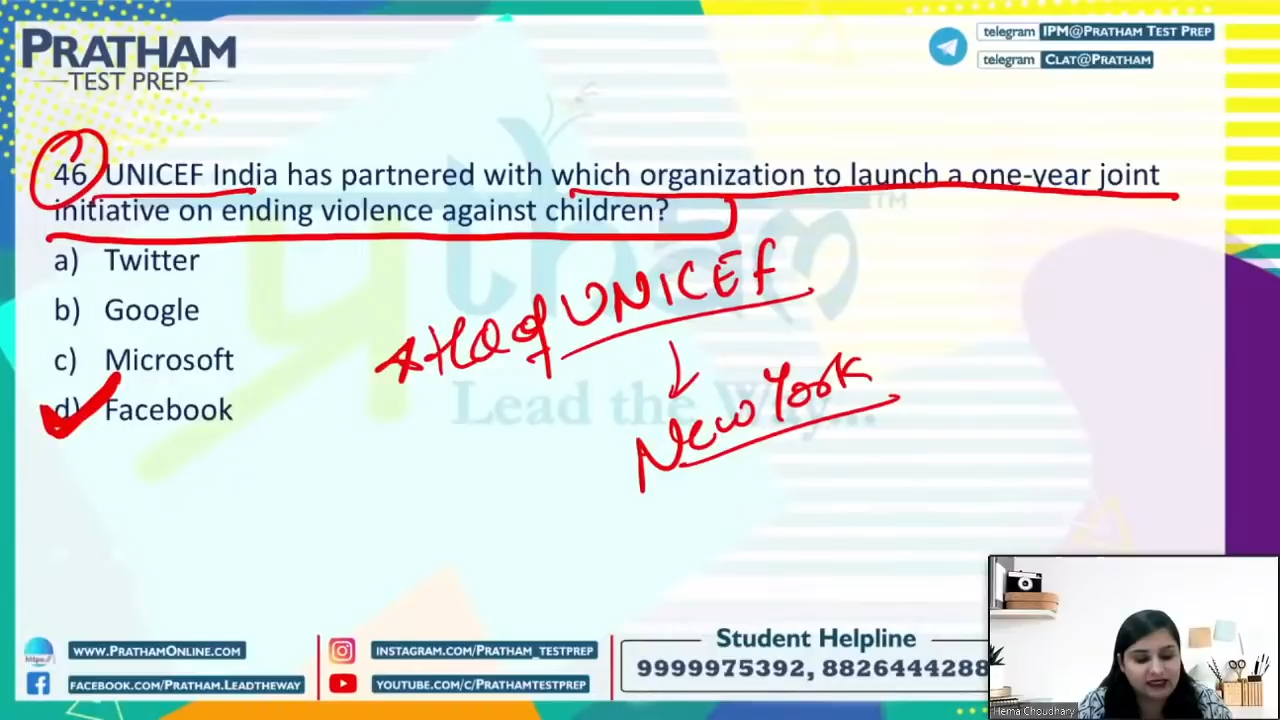 PRATHAM
TEST PREP
telegram IPM@PRATHAM TEST PREP
telegram CLAT@PRATHAM
46. UNICEF India has partnered with which organization to launch a one-year joint
initiative on ending violence against children?
a) Twitter
b) Google
c) Microsoft
d) Facebook
HQ of UNICEF
New York
TM
Lead the Way...
https://
WWW.PRATHAMONLINE.COM
FACEBOOK.COM/PRATHAM.LEADTHEWAY
INSTAGRAM.COM/PRATHAM_TESTPREP
YOUTUBE.COM/C/PRATHAMTESTPREP
Student Helpline
9999975392, 8826444288
Hema Choudhary